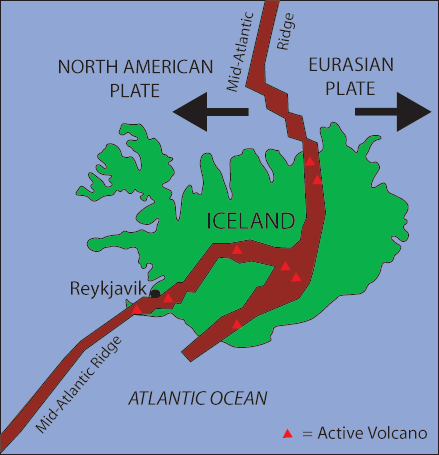 Mid-Atlantic
Ridge
NORTH AMERICAN
PLATE
EURASIAN
PLATE
ICELAND
Reykjavik
Mid-Atlantic Ridge
ATLANTIC OCEAN
= Active Volcano